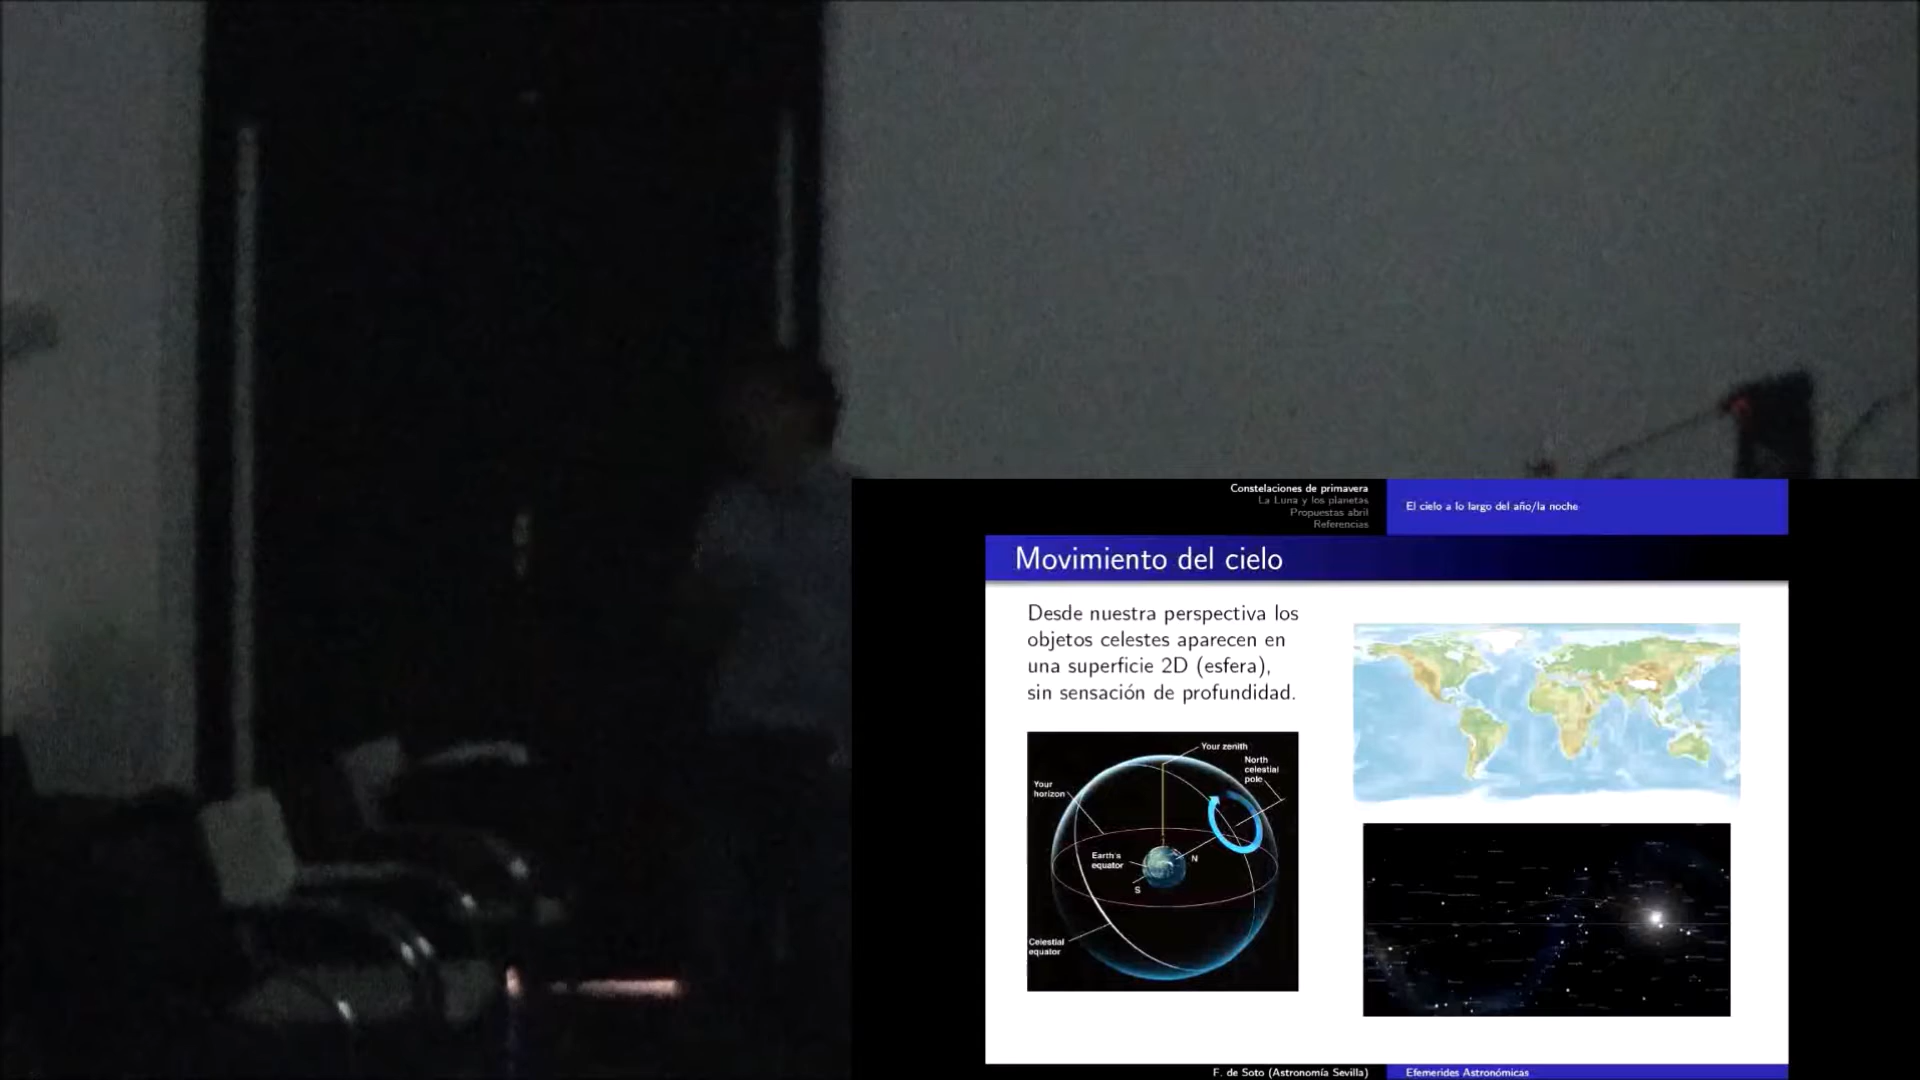 Constelaciones de primavera
La Luna y los planetas
Propuestas abril
Referencias
El cielo a lo largo del año/la noche
Movimiento del cielo
Desde nuestra perspectiva los
objetos celestes aparecen en
una superficie 2D (esfera),
sin sensación de profundidad.
Your zenith
North
celestial
pole
Your
horizon
Earth's
equator
N
S
Celestial
equator
F. de Soto (Astronomía Sevilla)
Efemerides Astronómicas